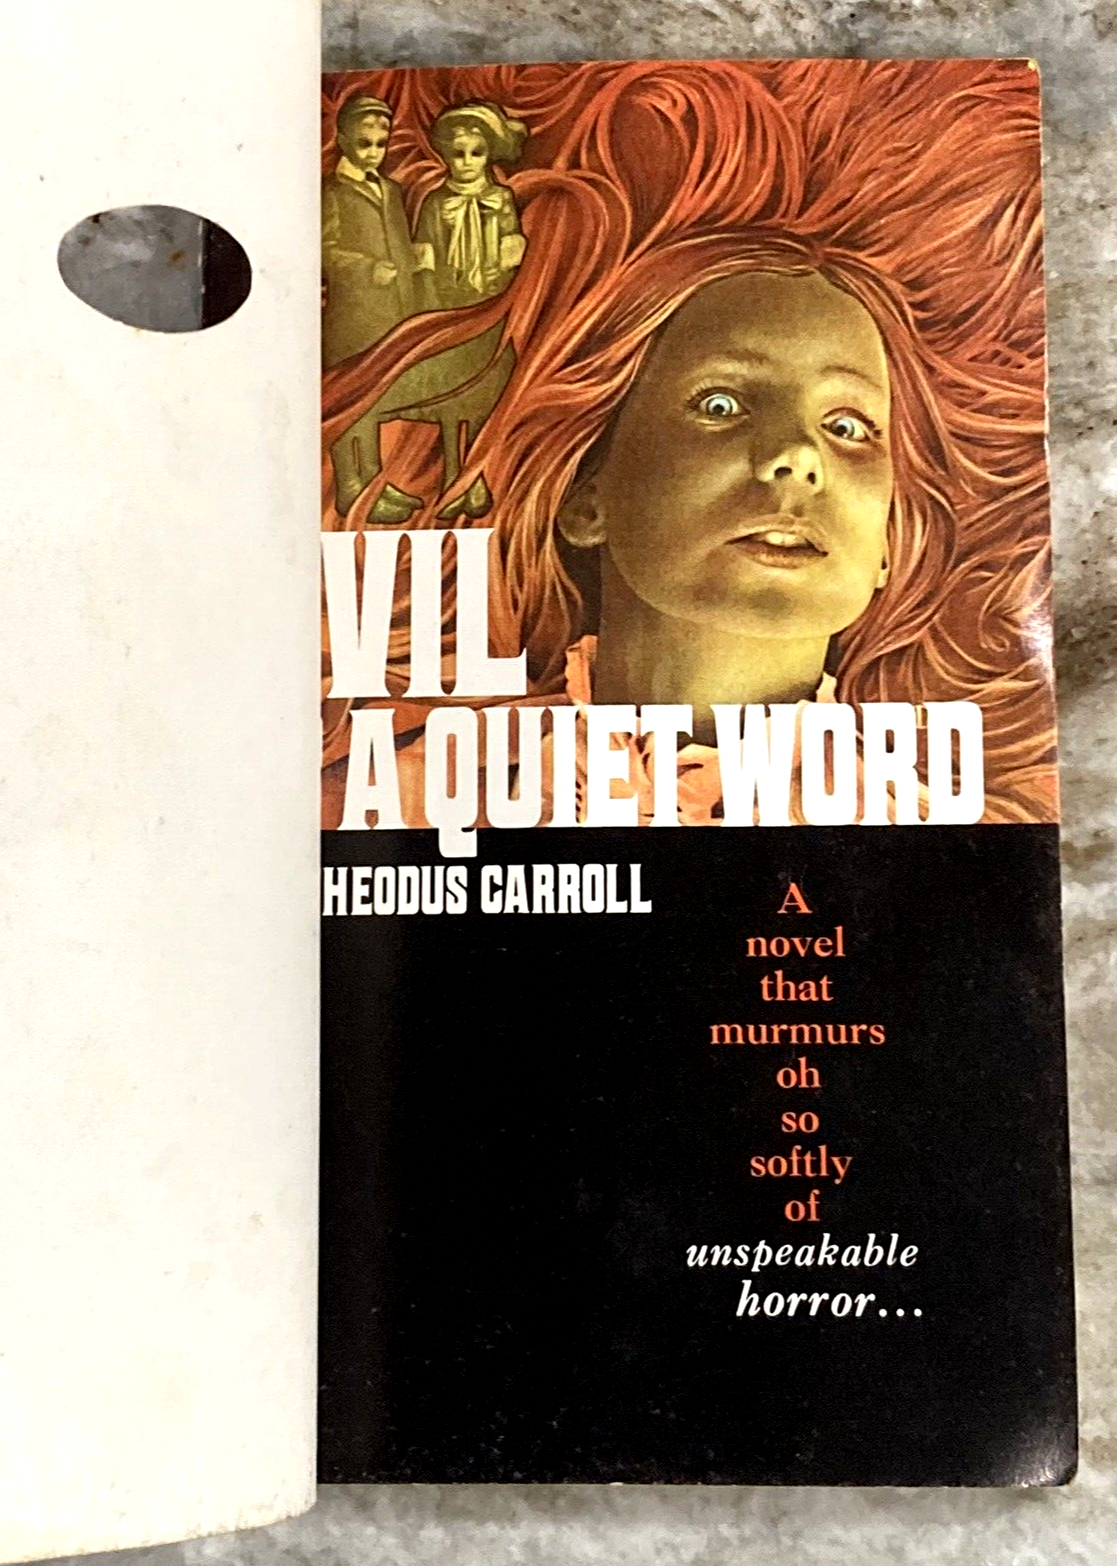 VIL
A QUIET WORD
HEODUS CARROLL
A
novel
that
murmurs
oh
so
softly
of
unspeakable
horror...